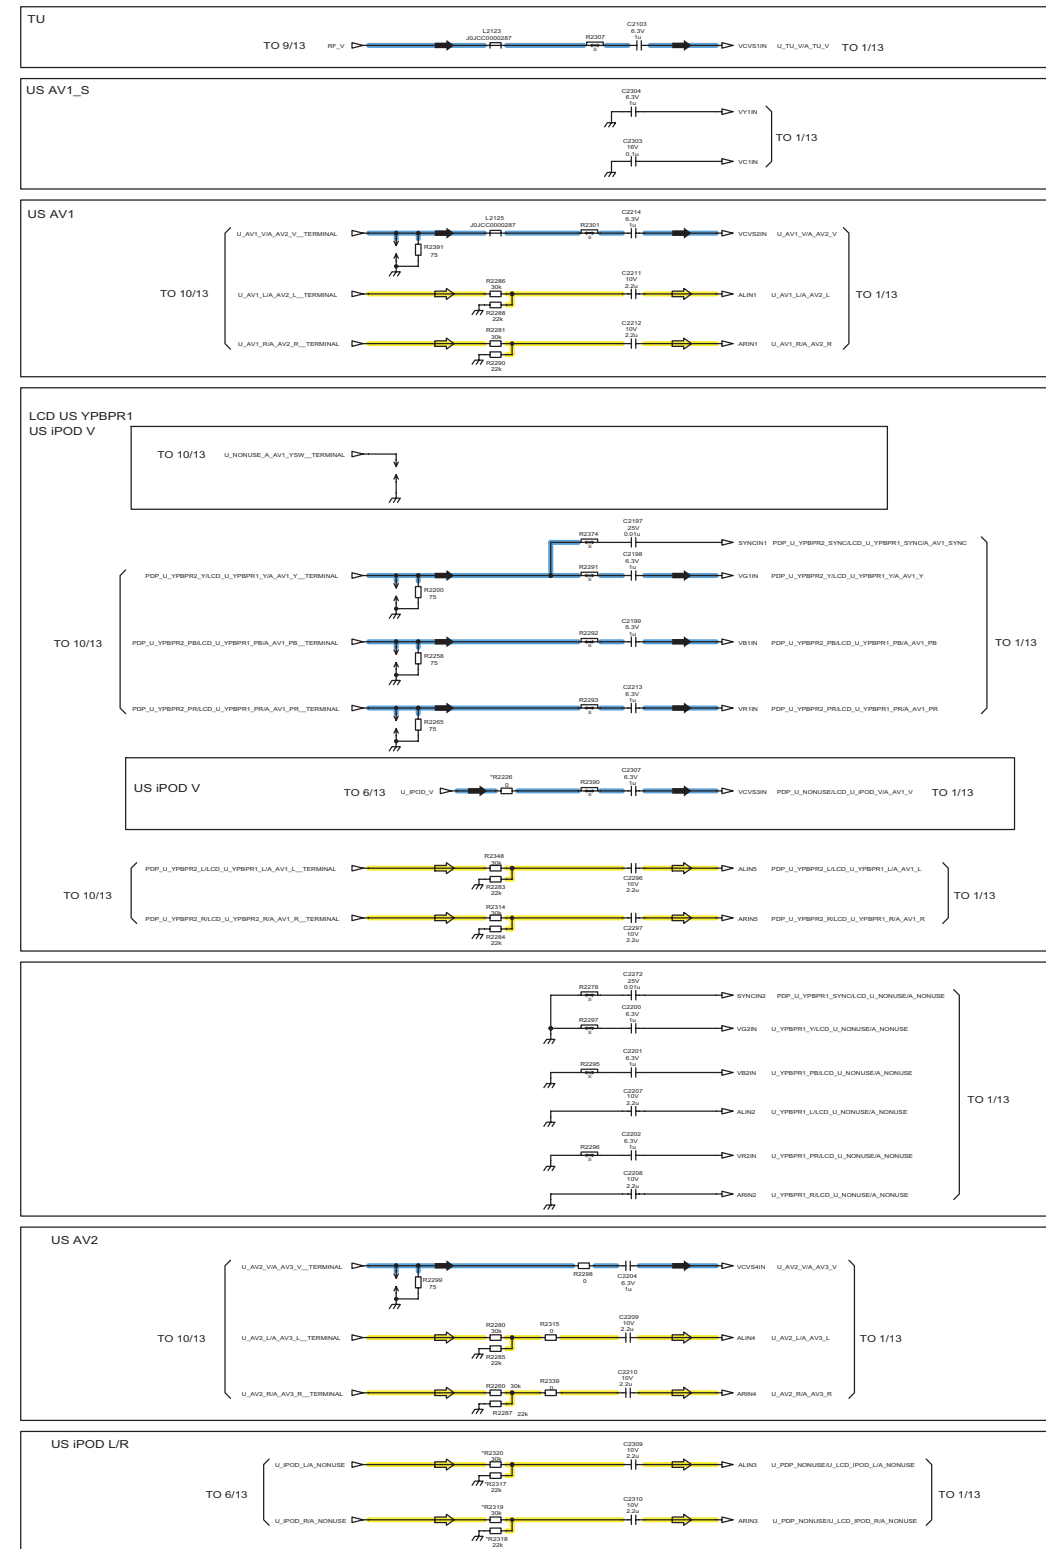 TU
TO 9/13
RF_V
L2123
J0JCC0000287
R2307
C2103
6.3V
1u
VCVS1IN
U_TU_V/A_TU_V
TO 1/13
US AV1_S
C2304
6.3V
1u
VY1IN
TO 1/13
C2303
16V
0.1u
VC1IN
US AV1
U_AV1_V/A_AV2_V__TERMINAL
L2125
J0JCC0000287
R2301
C2214
6.3V
1u
VCVS2IN
U_AV1_V/A_AV2_V
R2391
75
TO 10/13
U_AV1_L/A_AV2_L__TERMINAL
R2286
30k
C2211
10V
2.2u
ALIN1
U_AV1_L/A_AV2_L
TO 1/13
R2288
22k
U_AV1_R/A_AV2_R__TERMINAL
R2281
30k
C2212
10V
2.2u
ARIN1
U_AV1_R/A_AV2_R
R2290
22k
LCD US YPBPR1
US iPOD V
TO 10/13
U_NONUSE_A_AV1_YSW__TERMINAL
R2374
C2197
25V
0.01u
SYNCIN1
PDP_U_YPBPR2_SYNC/LCD_U_YPBPR1_SYNC/A_AV1_SYNC
PDP_U_YPBPR2_Y/LCD_U_YPBPR1_Y/A_AV1_Y__TERMINAL
R2291
C2198
6.3V
1u
VG1IN
PDP_U_YPBPR2_Y/LCD_U_YPBPR1_Y/A_AV1_Y
R2200
75
TO 10/13
PDP_U_YPBPR2_PB/LCD_U_YPBPR1_PB/A_AV1_PB__TERMINAL
R2292
C2199
6.3V
1u
VB1IN
PDP_U_YPBPR2_PB/LCD_U_YPBPR1_PB/A_AV1_PB
TO 1/13
R2258
75
PDP_U_YPBPR2_PR/LCD_U_YPBPR1_PR/A_AV1_PR__TERMINAL
R2293
C2213
6.3V
1u
VR1IN
PDP_U_YPBPR2_PR/LCD_U_YPBPR1_PR/A_AV1_PR
R2265
75
US iPOD V
TO 6/13
U_IPOD_V
*R2226
0
R2390
C2307
6.3V
1u
VCVS3IN
PDP_U_NONUSE/LCD_U_iPOD_V/A_AV1_V
TO 1/13
PDP_U_YPBPR2_L/LCD_U_YPBPR1_L/A_AV1_L__TERMINAL
R2348
30k
C2296
10V
2.2u
ALIN5
PDP_U_YPBPR2_L/LCD_U_YPBPR1_L/A_AV1_L
R2283
22k
TO 10/13
TO 1/13
PDP_U_YPBPR2_R/LCD_U_YPBPR2_R/A_AV1_R__TERMINAL
R2314
30k
C2297
10V
2.2u
ARIN5
PDP_U_YPBPR2_R/LCD_U_YPBPR1_R/A_AV1_R
R2284
22k
R2278
C2272
25V
0.01u
SYNCIN2
PDP_U_YPBPR1_SYNC/LCD_U_NONUSE/A_NONUSE
R2297
C2200
6.3V
1u
VG2IN
U_YPBPR1_Y/LCD_U_NONUSE/A_NONUSE
R2295
C2201
6.3V
1u
VB2IN
U_YPBPR1_PB/LCD_U_NONUSE/A_NONUSE
C2207
10V
2.2u
ALIN2
U_YPBPR1_L/LCD_U_NONUSE/A_NONUSE
TO 1/13
R2296
C2202
6.3V
1u
VR2IN
U_YPBPR1_PR/LCD_U_NONUSE/A_NONUSE
C2208
10V
2.2u
ARIN2
U_YPBPR1_R/LCD_U_NONUSE/A_NONUSE
US AV2
U_AV2_V/A_AV3_V__TERMINAL
R2298
0
C2204
6.3V
1u
VCVS4IN
U_AV2_V/A_AV3_V
R2299
75
TO 10/13
U_AV2_L/A_AV3_L__TERMINAL
R2280
30k
R2315
0
C2209
10V
2.2u
ALIN4
U_AV2_L/A_AV3_L
TO 1/13
R2285
22k
U_AV2_R/A_AV3_R__TERMINAL
R2260 30k
R2339
0
C2210
10V
2.2u
ARIN4
U_AV2_R/A_AV3_R
R2287 22k
US iPOD L/R
U_IPOD_L/A_NONUSE
*R2320
30k
C2309
10V
2.2u
ALIN3
U_PDP_NONUSE/U_LCD_IPOD_L/A_NONUSE
*R2317
22k
TO 6/13
TO 1/13
U_IPOD_R/A_NONUSE
*R2319
30k
C2310
10V
2.2u
ARIN3
U_PDP_NONUSE/U_LCD_IPOD_R/A_NONUSE
*R2318
22k